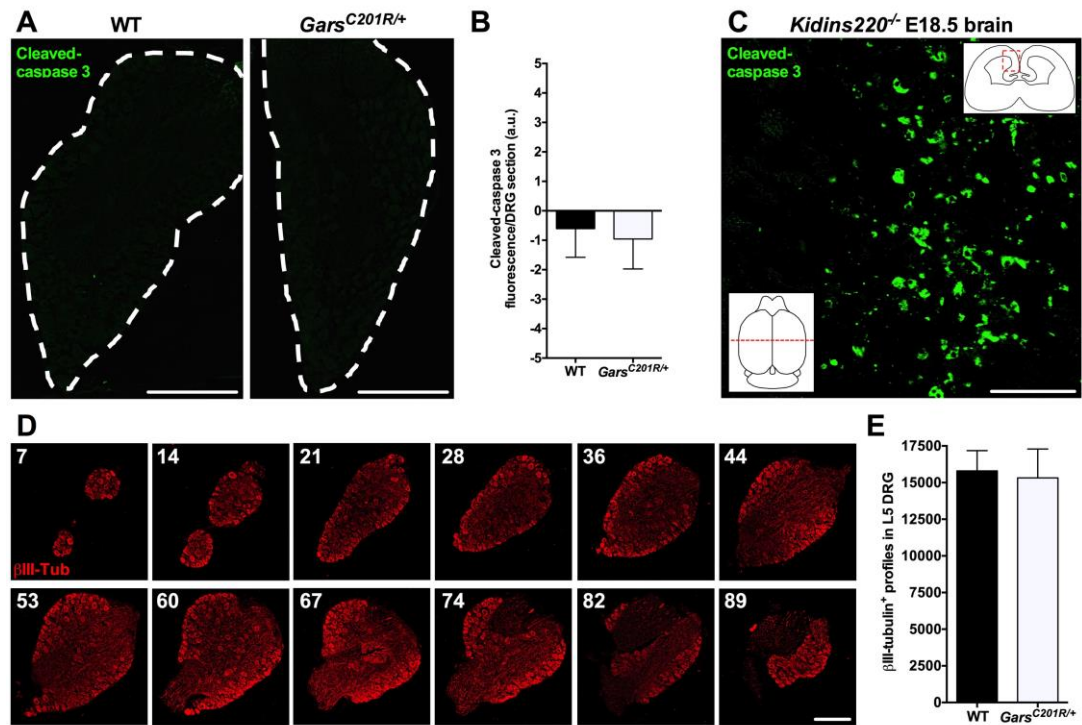 A
WT
Gars^C201R/+
Cleaved-
caspase 3
B
Cleaved-caspase 3
fluorescence/DRG section (a.u.)
5
4
3
2
1
0
-1
-2
-3
-4
-5
WT
Gars^C201R/+
C
Kidins220^-/- E18.5 brain
Cleaved-
caspase 3
D
7
14
21
28
36
44
βIII-Tub
53
60
67
74
82
89
E
βIII-tubulin⁺ profiles in L5 DRG
17500
15000
12500
10000
7500
5000
2500
0
WT
Gars^C201R/+